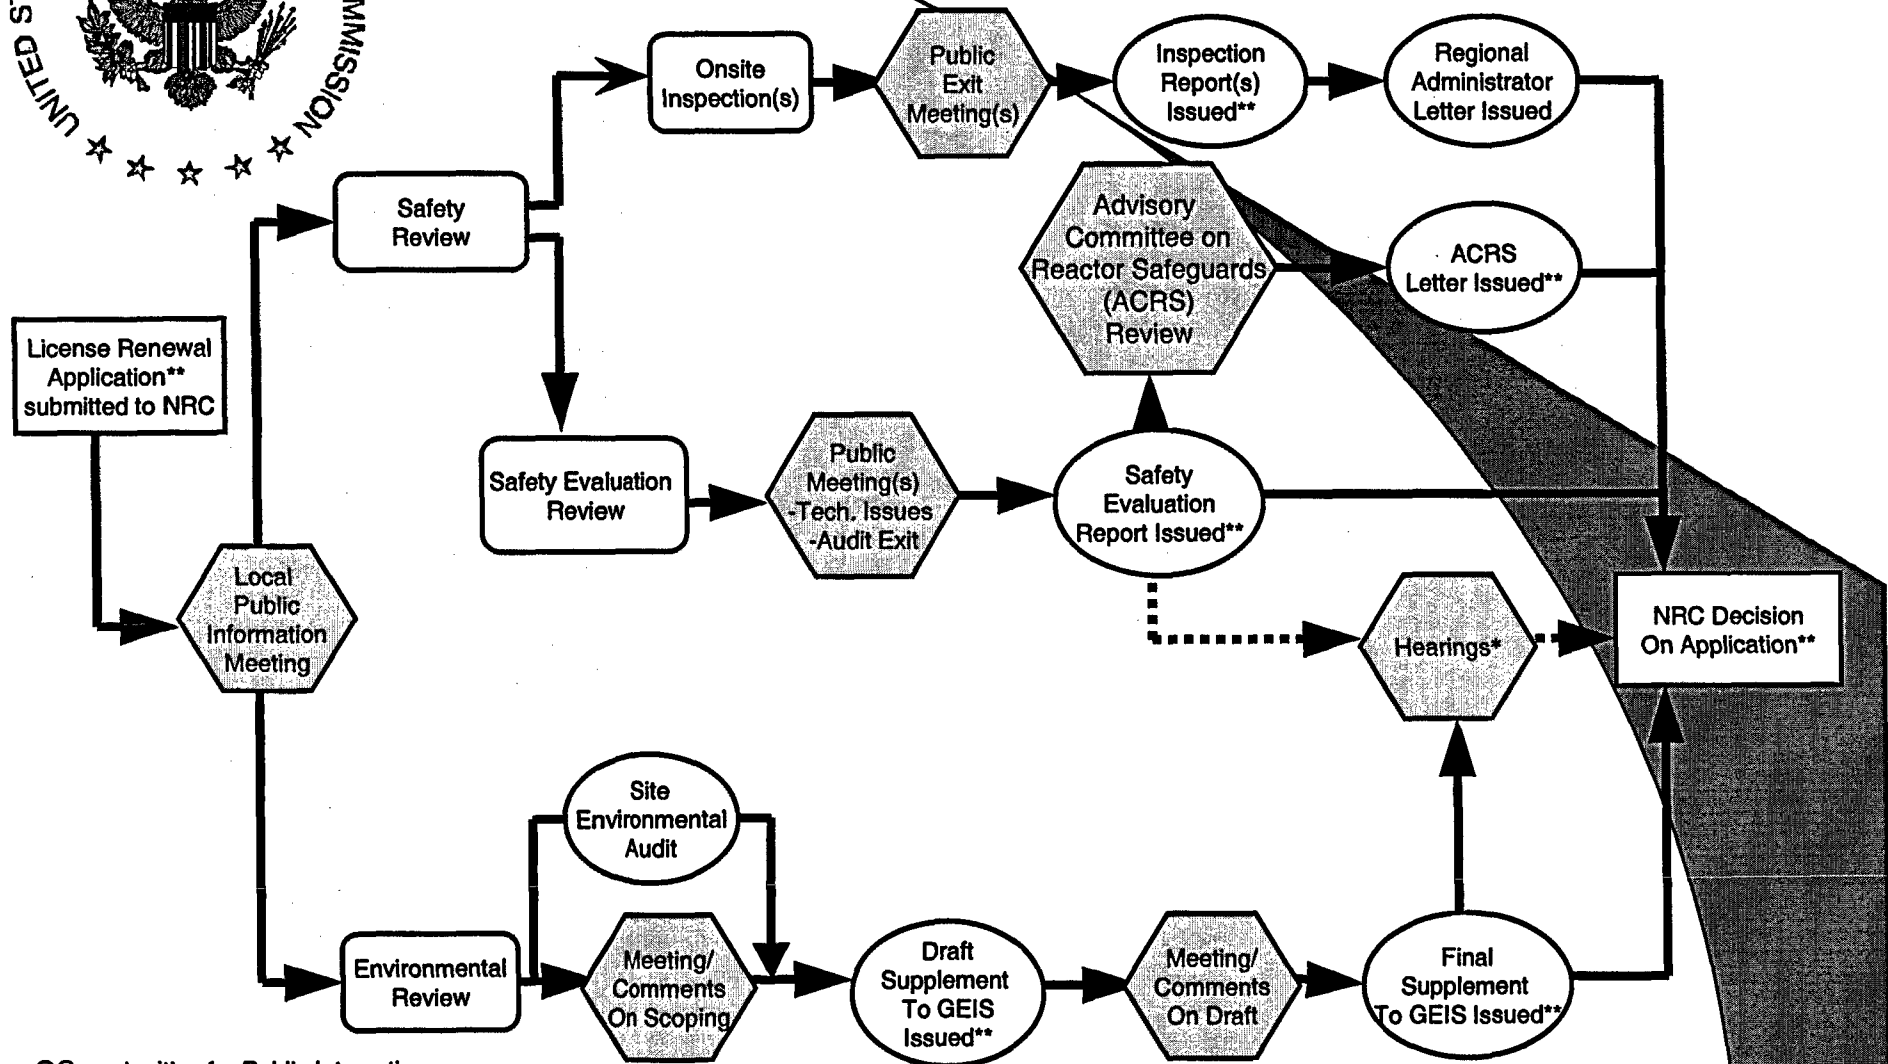 UNITED
MMISSION
Onsite
Inspection(s)
Public
Exit
Meeting(s)
Inspection
Report(s)
Issued**
Regional
Administrator
Letter Issued
Safety
Review
Advisory
Committee on
Reactor Safeguards
(ACRS)
Review
ACRS
Letter Issued**
License Renewal
Application**
submitted to NRC
Safety Evaluation
Review
Public
Meeting(s)
-Tech. Issues
-Audit Exit
Safety
Evaluation
Report Issued**
Local
Public
Information
Meeting
Hearings*
NRC Decision
On Application**
Site
Environmental
Audit
Environmental
Review
Meeting/
Comments
On Scoping
Draft
Supplement
To GEIS
Issued**
Meeting/
Comments
On Draft
Final
Supplement
To GEIS Issued**